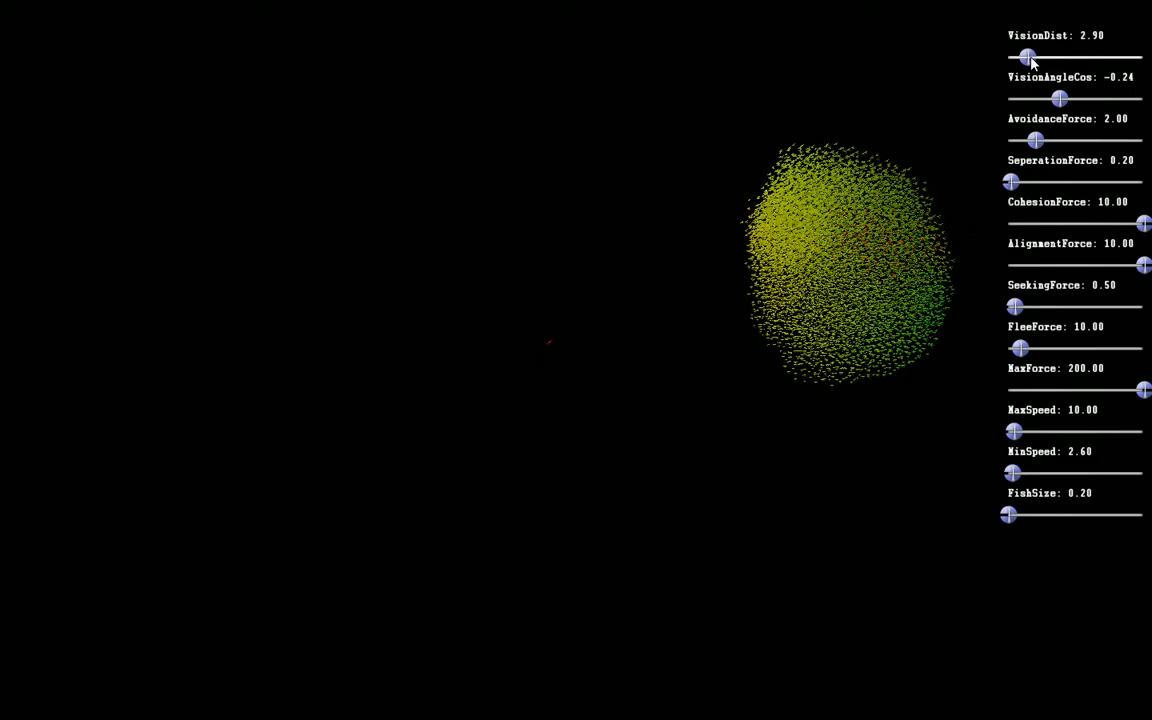 VisionDist: 2.90
VisionAngleCos: -0.24
AvoidanceForce: 2.00
SeperationForce: 0.20
CohesionForce: 10.00
AlignmentForce: 10.00
SeekingForce: 0.50
FleeForce: 10.00
MaxForce: 200.00
MaxSpeed: 10.00
MinSpeed: 2.60
FishSize: 0.20